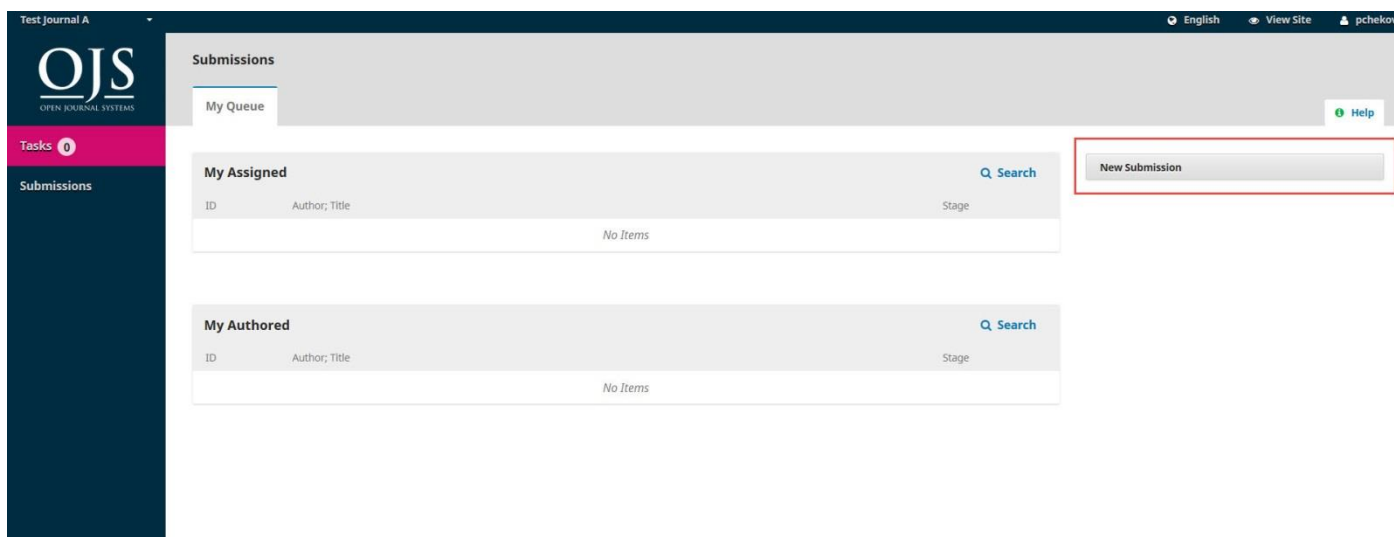 Test Journal A
English View Site pchekov
OJS
OPEN JOURNAL SYSTEMS
Tasks 0
Submissions
Submissions
My Queue
Help
My Assigned Search
ID Author; Title Stage
No Items
My Authored Search
ID Author; Title Stage
No Items
New Submission